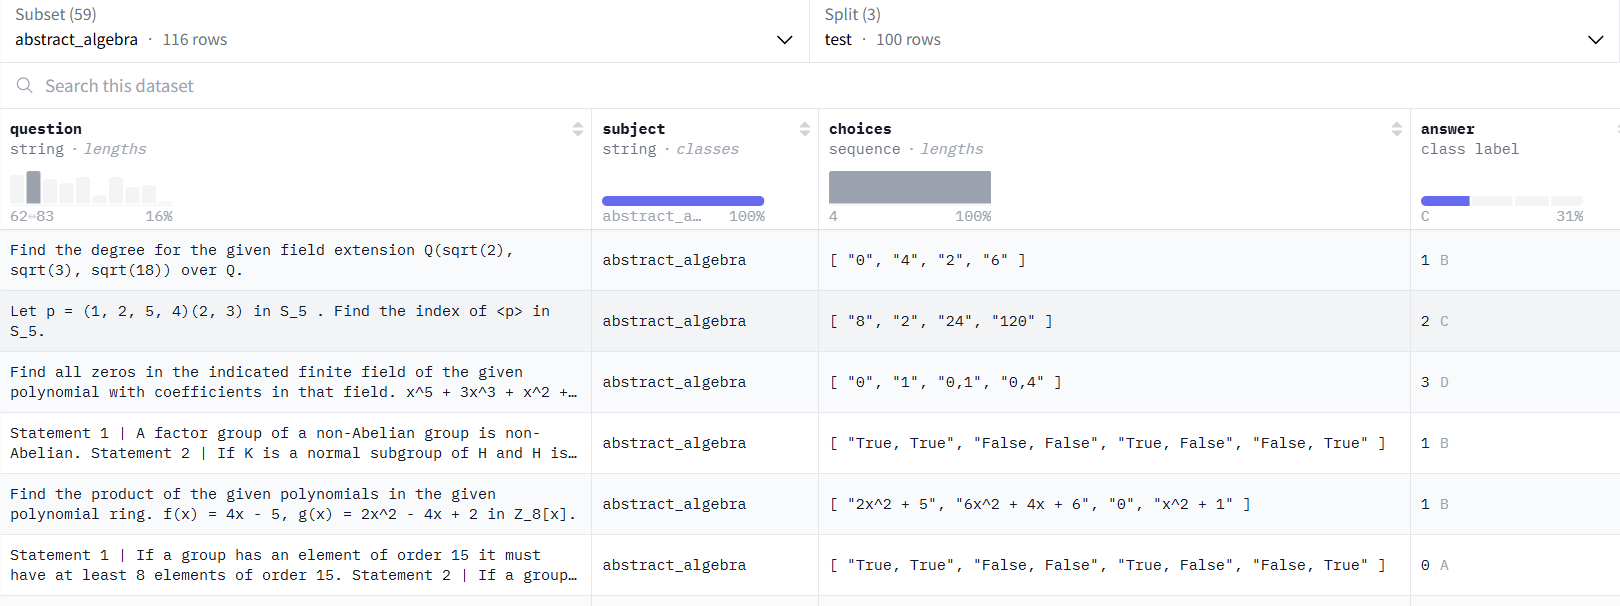 Subset (59)
abstract_algebra · 116 rows
Split (3)
test · 100 rows
Search this dataset
question
string · lengths
62↔83 16%
subject
string · classes
abstract_a… 100%
choices
sequence · lengths
4 100%
answer
class label
C 31%
Find the degree for the given field extension Q(sqrt(2),
sqrt(3), sqrt(18)) over Q.
abstract_algebra
[ "0", "4", "2", "6" ]
1 B
Let p = (1, 2, 5, 4)(2, 3) in S_5 . Find the index of <p> in
S_5.
abstract_algebra
[ "8", "2", "24", "120" ]
2 C
Find all zeros in the indicated finite field of the given
polynomial with coefficients in that field. x^5 + 3x^3 + x^2 +…
abstract_algebra
[ "0", "1", "0,1", "0,4" ]
3 D
Statement 1 | A factor group of a non-Abelian group is non-
Abelian. Statement 2 | If K is a normal subgroup of H and H is…
abstract_algebra
[ "True, True", "False, False", "True, False", "False, True" ]
1 B
Find the product of the given polynomials in the given
polynomial ring. f(x) = 4x - 5, g(x) = 2x^2 - 4x + 2 in Z_8[x].
abstract_algebra
[ "2x^2 + 5", "6x^2 + 4x + 6", "0", "x^2 + 1" ]
1 B
Statement 1 | If a group has an element of order 15 it must
have at least 8 elements of order 15. Statement 2 | If a group…
abstract_algebra
[ "True, True", "False, False", "True, False", "False, True" ]
0 A